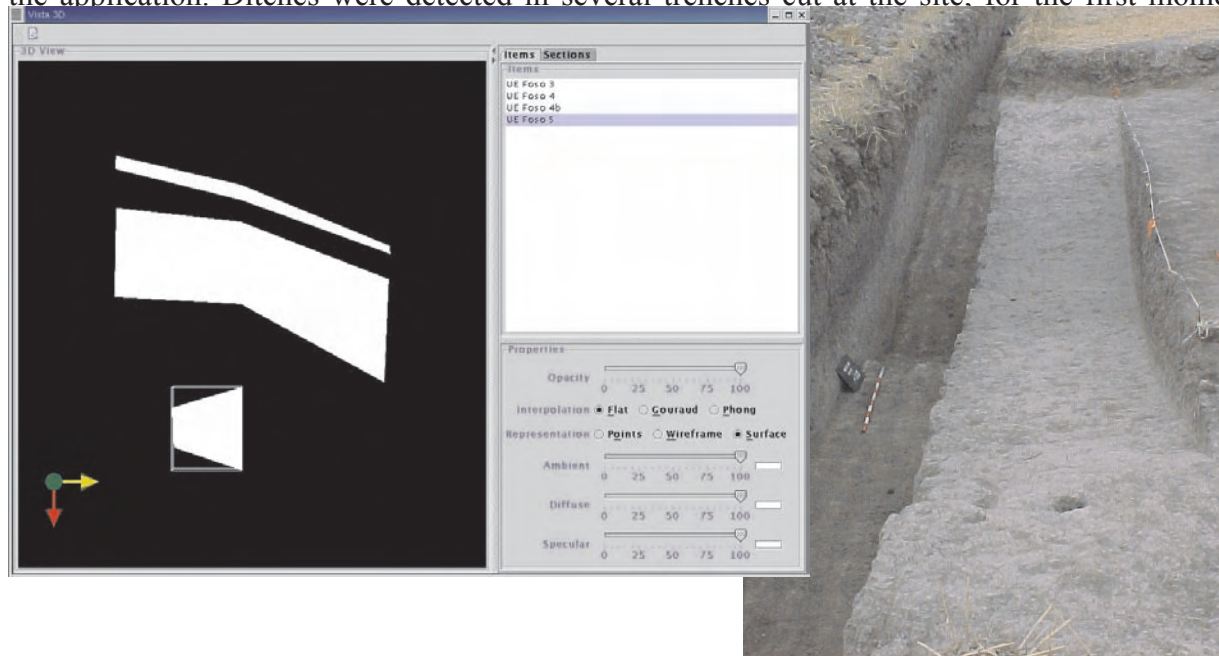 the application. Ditches were detected in several trenches cut at the site, for the first mome
Vista 3D
3D View
Items Sections
Items
UE Foso 3
UE Foso 4
UE Foso 4b
UE Foso 5
Properties
Opacity
0 25 50 75 100
Interpolation Flat Gouraud Phong
Representation Points Wireframe Surface
Ambient
0 25 50 75 100
Diffuse
0 25 50 75 100
Specular
0 25 50 75 100